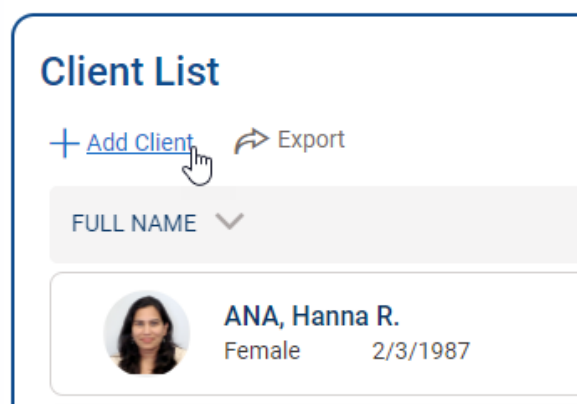 Client List
Add Client Export
FULL NAME
ANA, Hanna R.
Female 2/3/1987